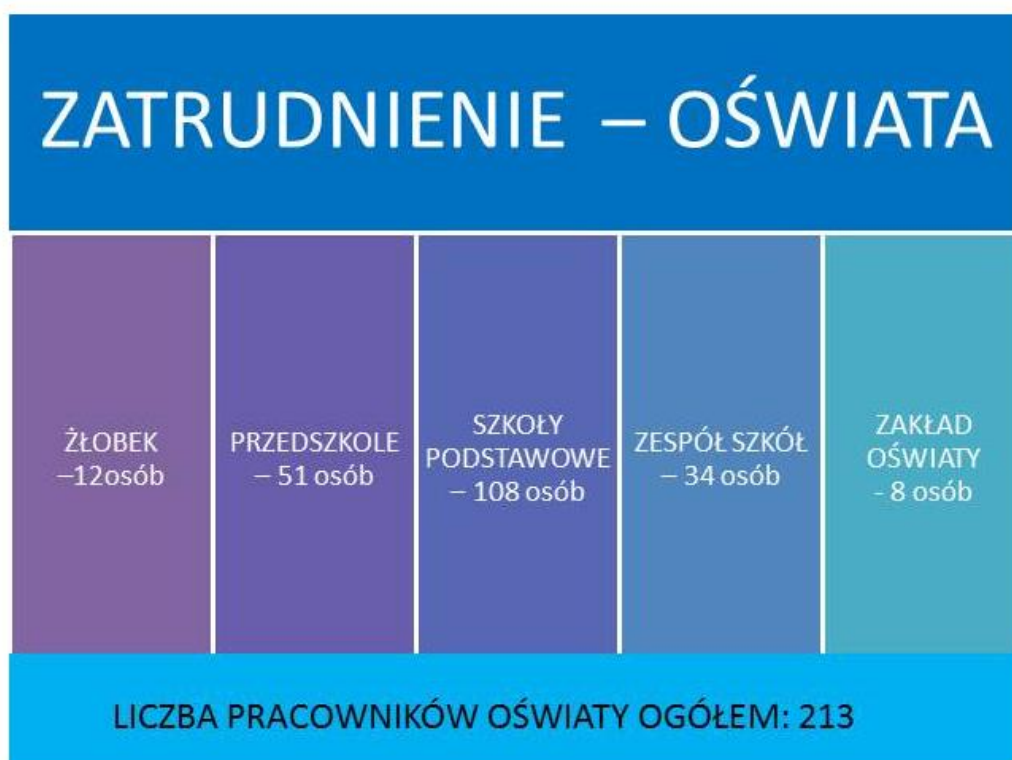 ZATRUDNIENIE – OŚWIATA
ŻŁOBEK
–12osób
PRZEDSZKOLE
– 51 osób
SZKOŁY
PODSTAWOWE
– 108 osób
ZESPÓŁ SZKÓŁ
– 34 osób
ZAKŁAD
OŚWIATY
- 8 osób
LICZBA PRACOWNIKÓW OŚWIATY OGÓŁEM: 213